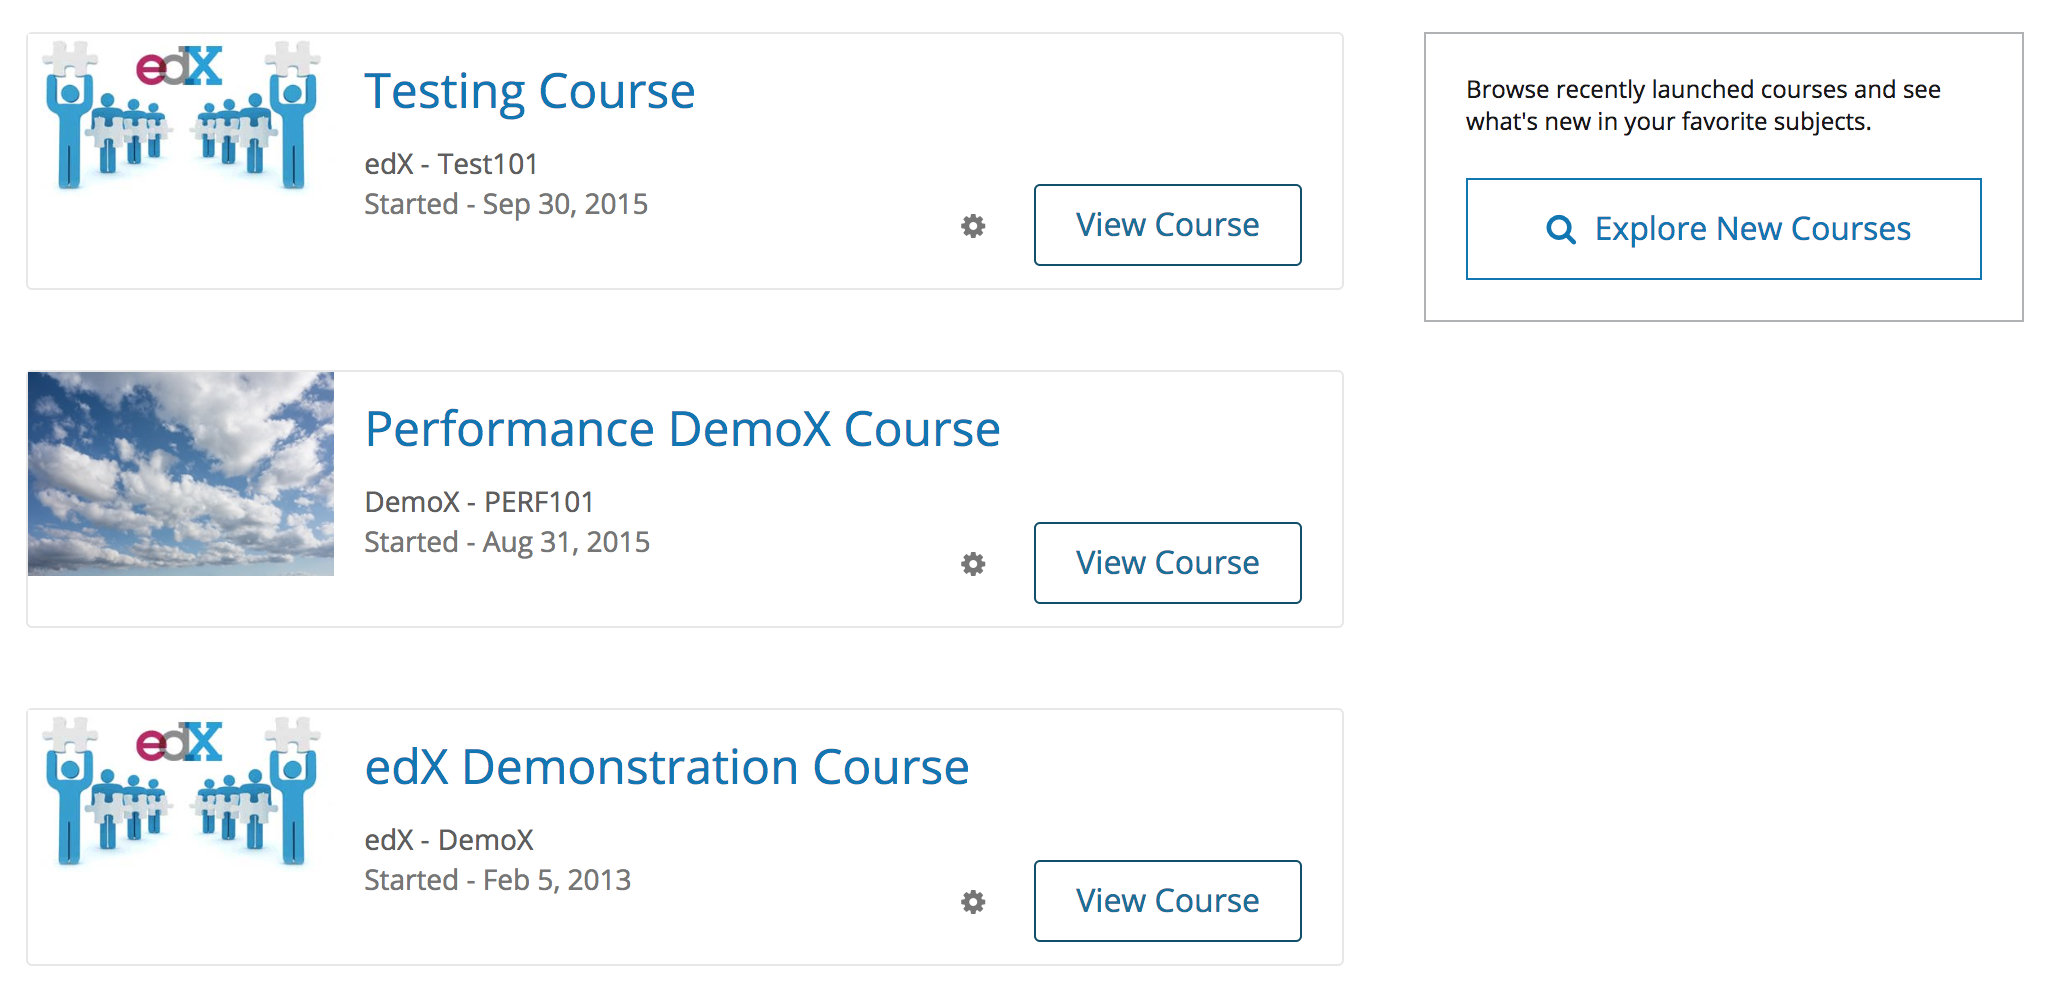 edX
Testing Course
edX - Test101
Started - Sep 30, 2015
View Course
Performance DemoX Course
DemoX - PERF101
Started - Aug 31, 2015
View Course
edX
edX Demonstration Course
edX - DemoX
Started - Feb 5, 2013
View Course
Browse recently launched courses and see
what's new in your favorite subjects.
Explore New Courses